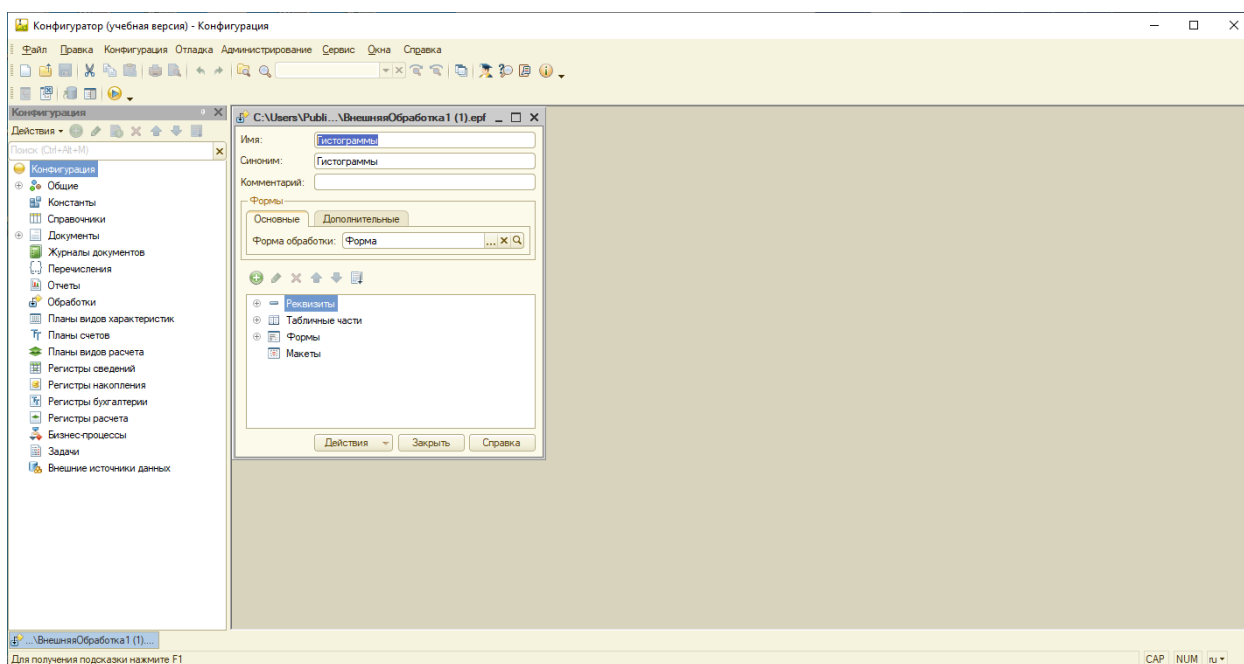 Конфигуратор (учебная версия) - Конфигурация
Файл Правка Конфигурация Отладка Администрирование Сервис Окна Справка
Конфигурация
Действия
Поиск (Ctrl+Alt+M)
Конфигурация
Общие
Константы
Справочники
Документы
Журналы документов
Перечисления
Отчеты
Обработки
Планы видов характеристик
Планы счетов
Планы видов расчета
Регистры сведений
Регистры накопления
Регистры бухгалтерии
Регистры расчета
Бизнес-процессы
Задачи
Внешние источники данных
C:\Users\Publi...\ВнешняяОбработка1 (1).epf
Имя: Гистограммы
Синоним: Гистограммы
Комментарий:
Формы
Основные Дополнительные
Форма обработки: Форма
Реквизиты
Табличные части
Формы
Макеты
Действия Закрыть Справка
...\ВнешняяОбработка1 (1)....
Для получения подсказки нажмите F1 CAP NUM ru